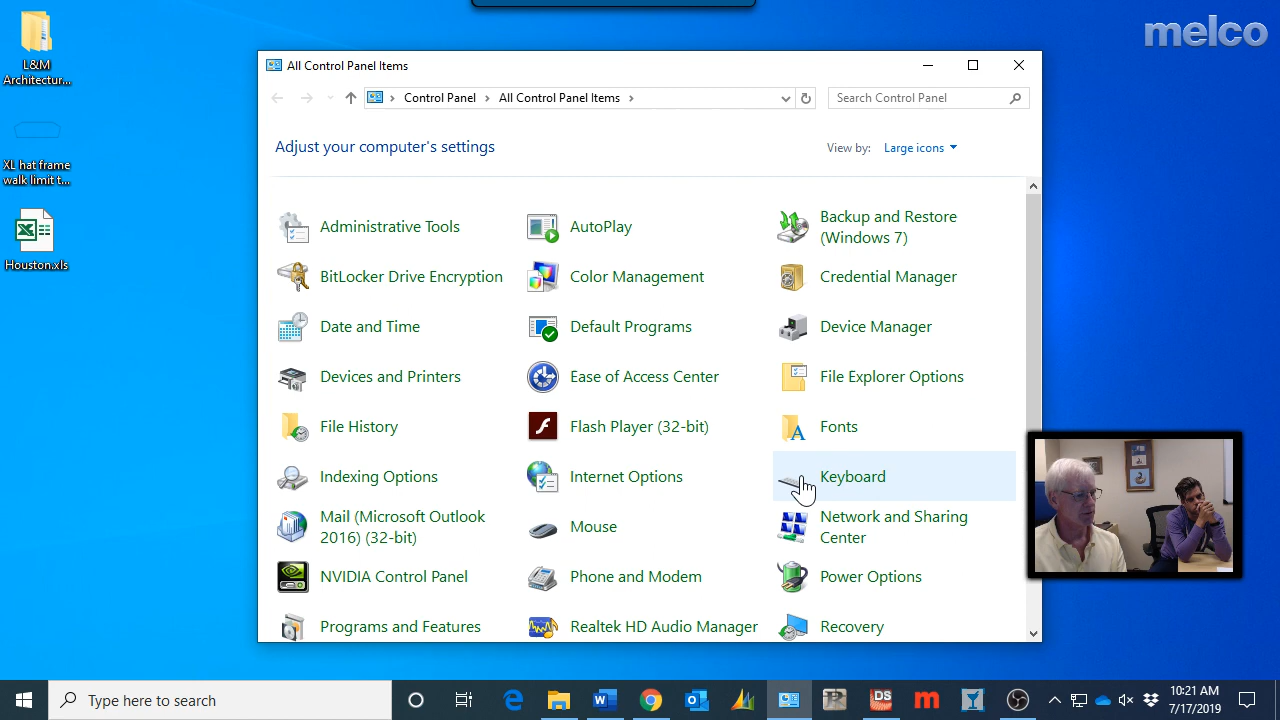 L&M
Architectur...
XL hat frame
walk limit t...
Houston.xls
melco
All Control Panel Items
Control Panel
All Control Panel Items
Search Control Panel
Adjust your computer's settings
View by:
Large icons
Administrative Tools
AutoPlay
Backup and Restore
(Windows 7)
BitLocker Drive Encryption
Color Management
Credential Manager
Date and Time
Default Programs
Device Manager
Devices and Printers
Ease of Access Center
File Explorer Options
File History
Flash Player (32-bit)
Fonts
Indexing Options
Internet Options
Keyboard
Mail (Microsoft Outlook
2016) (32-bit)
Mouse
Network and Sharing
Center
NVIDIA Control Panel
Phone and Modem
Power Options
Programs and Features
Realtek HD Audio Manager
Recovery
Type here to search
DS
10:21 AM
7/17/2019